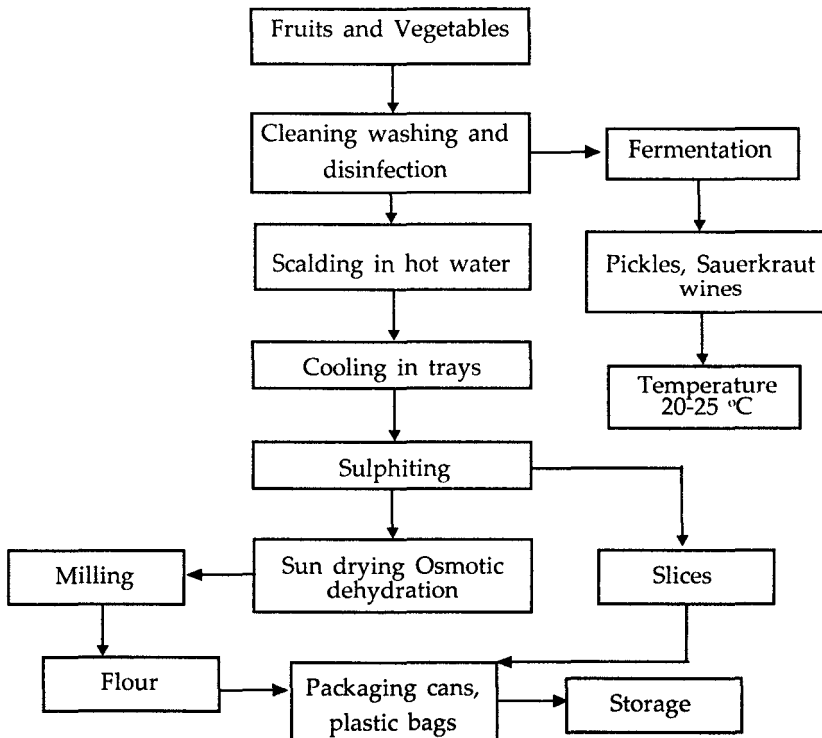 Fruits and Vegetables
Cleaning washing and
disinfection
Fermentation
Scalding in hot water
Pickles, Sauerkraut
wines
Cooling in trays
Temperature
20-25 ºC
Sulphiting
Milling
Sun drying Osmotic
dehydration
Slices
Flour
Packaging cans,
plastic bags
Storage